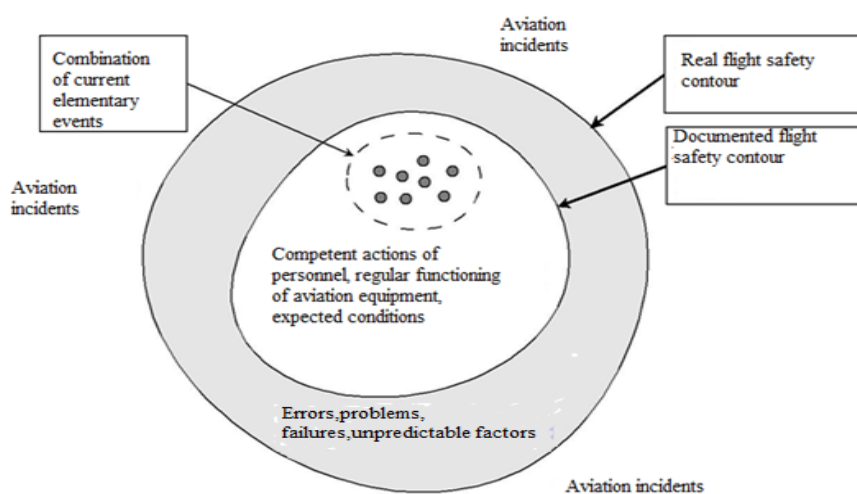 Aviation
incidents
Combination
of current
elementary
events
Real flight safety
contour
Documented flight
safety contour
Aviation
incidents
Competent actions of
personnel, regular functioning
of aviation equipment,
expected conditions
Errors,problems,
failures,unpredictable factors
Aviation incidents